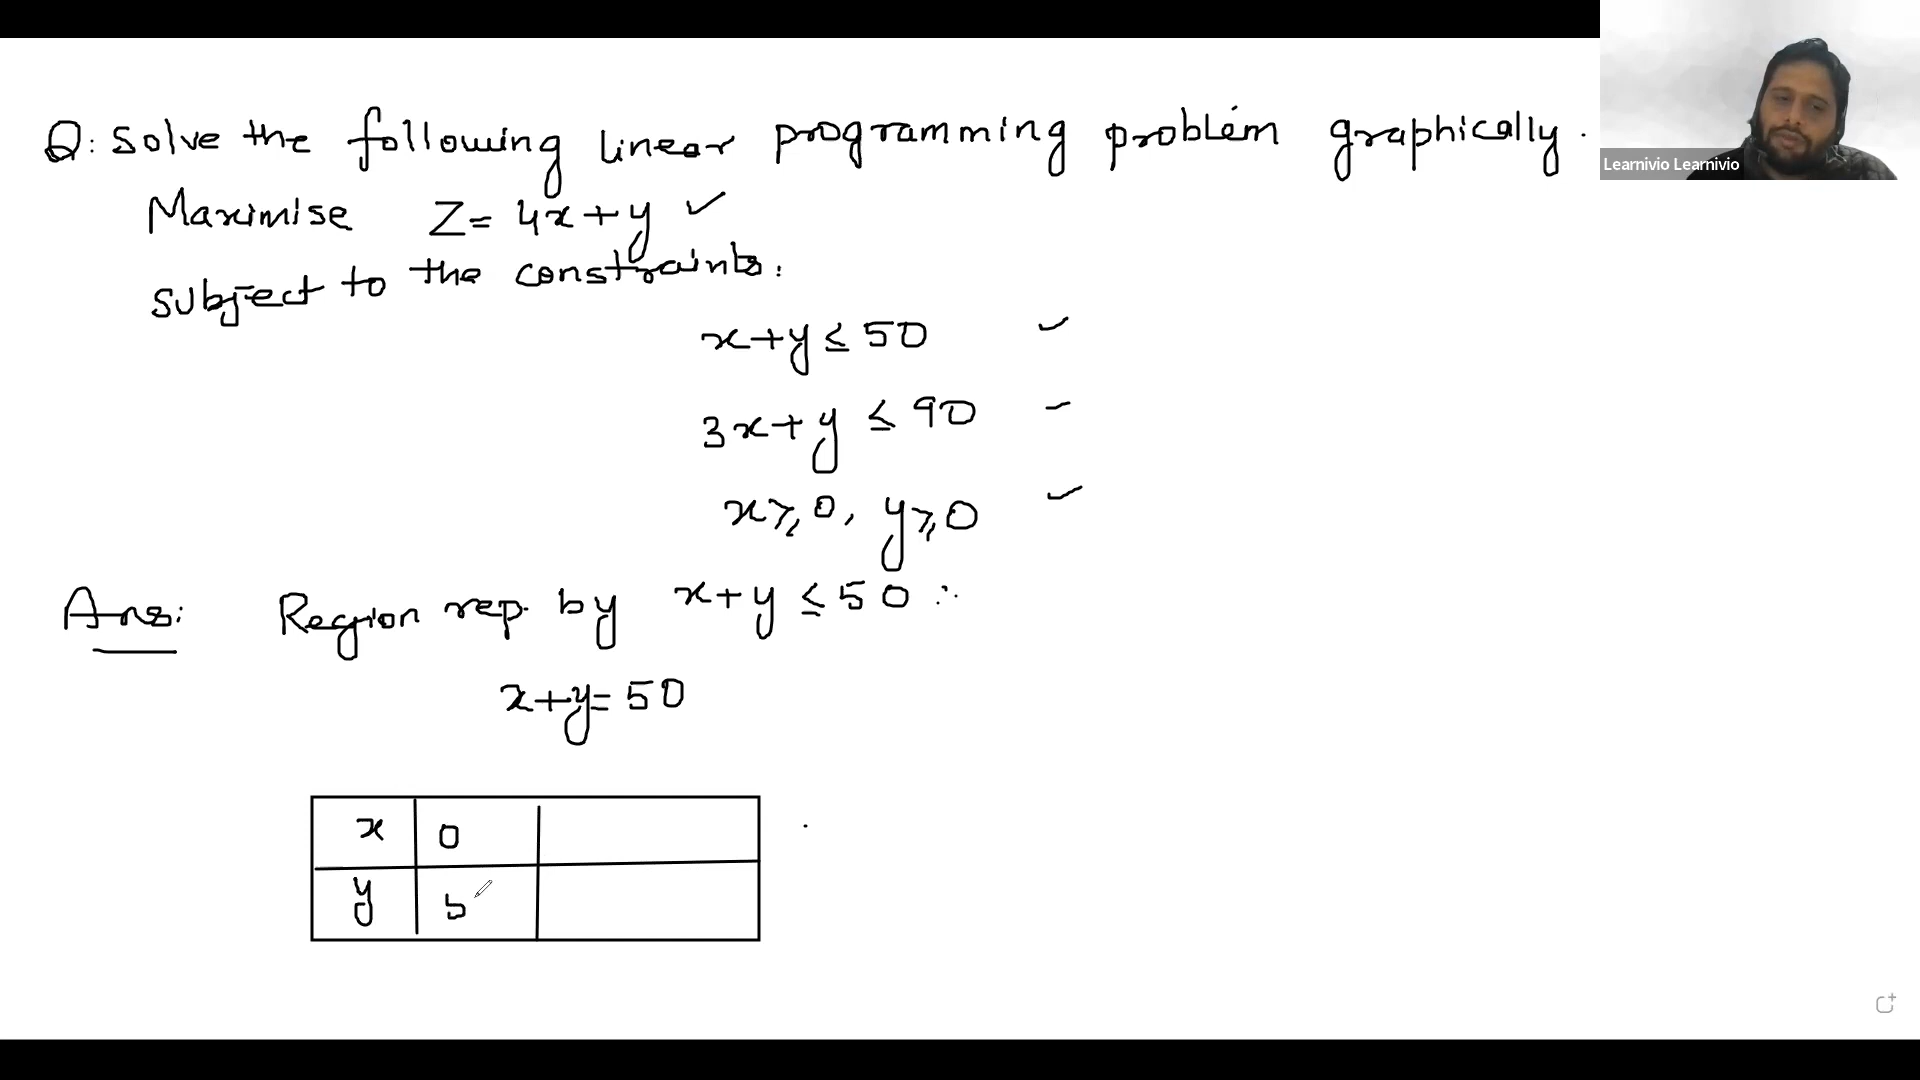 Q: Solve the following linear programming problem graphically.
Maximise Z = 4x + y ✓
subject to the constraints.
x + y ≤ 50 ✓
3x + y ≤ 90 –
x ≥ 0, y ≥ 0 ✓
Ans: Region rep. by x + y ≤ 50 :
x + y = 50
x 0
y 5
Learnivio Learnivio